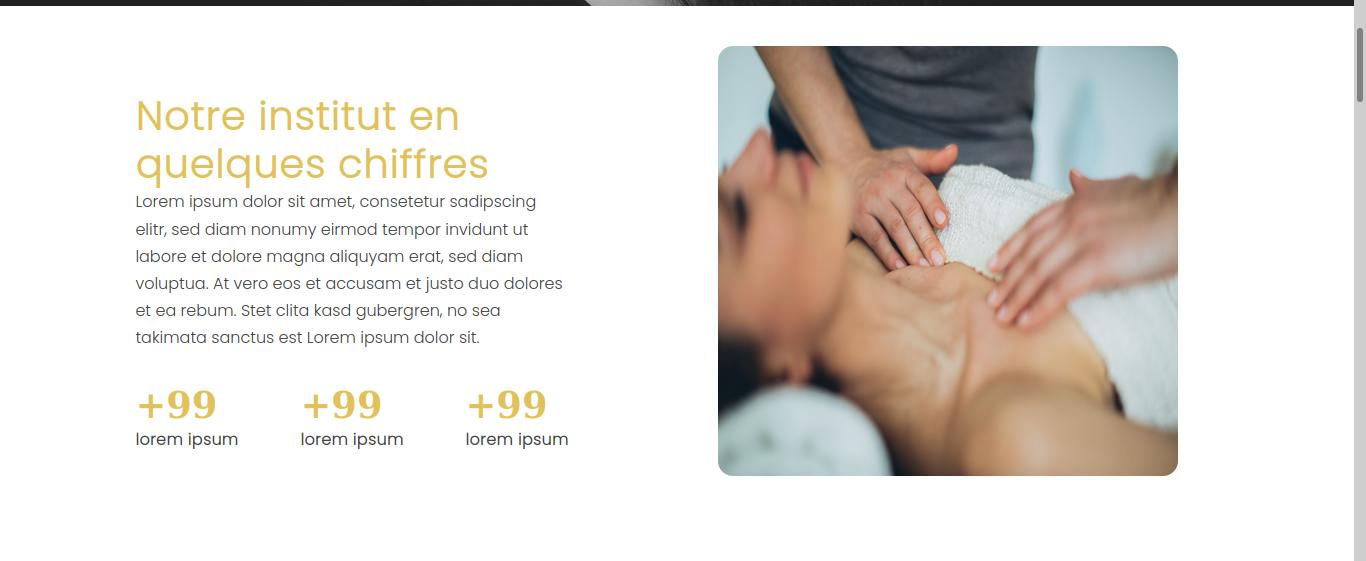 Notre institut en
quelques chiffres
Lorem ipsum dolor sit amet, consetetur sadipscing
elitr, sed diam nonumy eirmod tempor invidunt ut
labore et dolore magna aliquyam erat, sed diam
voluptua. At vero eos et accusam et justo duo dolores
et ea rebum. Stet clita kasd gubergren, no sea
takimata sanctus est Lorem ipsum dolor sit.
+99 +99 +99
lorem ipsum lorem ipsum lorem ipsum